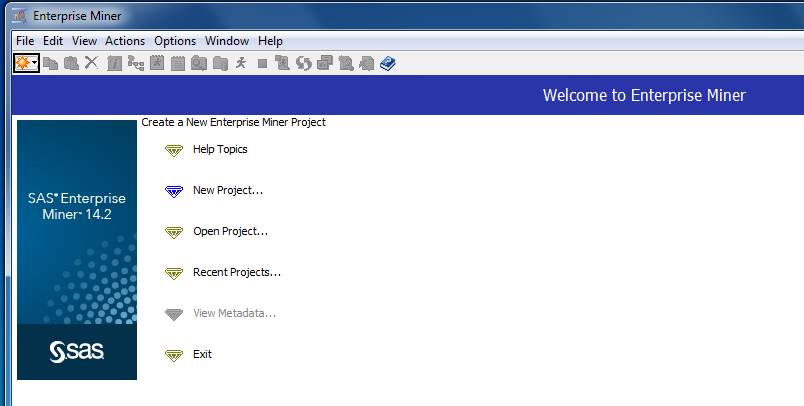 Enterprise Miner
File Edit View Actions Options Window Help
Welcome to Enterprise Miner
Create a New Enterprise Miner Project
SAS® Enterprise
Miner™ 14.2
sas
Help Topics
New Project...
Open Project...
Recent Projects...
View Metadata...
Exit